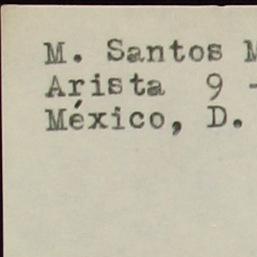 M. Santos M
Arista 9 -
México, D.